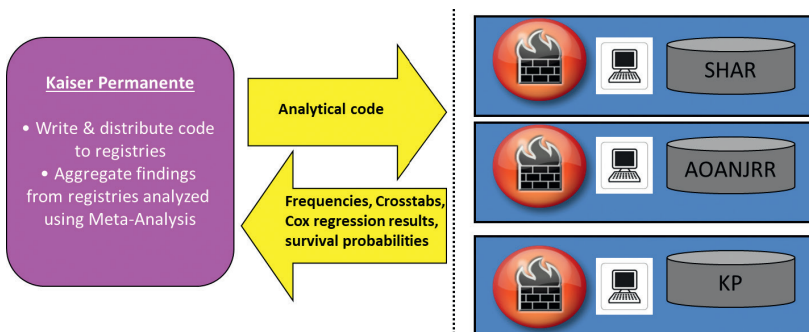 Kaiser Permanente
• Write & distribute code
to registries
• Aggregate findings
from registries analyzed
using Meta-Analysis
Analytical code
Frequencies, Crosstabs,
Cox regression results,
survival probabilities
SHAR
AOANJRR
KP